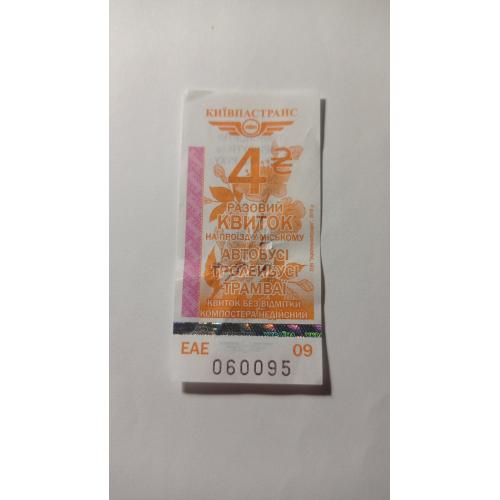 КИЇВПАСТРАНС
4 ₴
РАЗОВИЙ
КВИТОК
НА ПРОЇЗД У МІСЬКОМУ
АВТОБУСІ
ТРОЛЕЙБУСІ
ТРАМВАЇ
КВИТОК БЕЗ ВІДМІТКИ
КОМПОСТЕРА НЕДІЙСНИЙ
ЕАЕ 09
060095